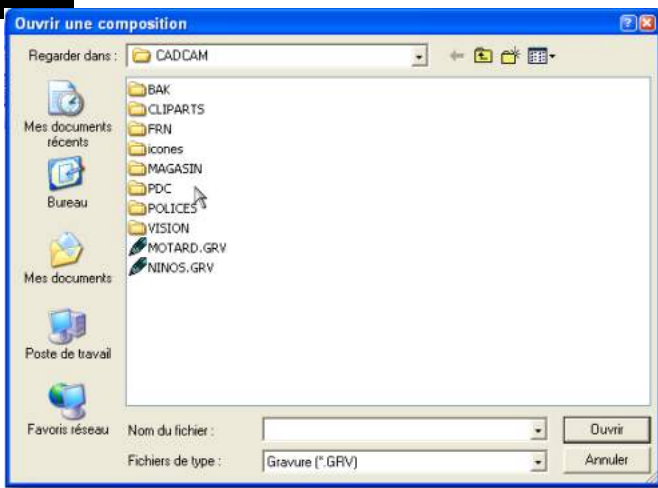 Ouvrir une composition
Regarder dans :
CADCAM
Mes documents
récents
Bureau
Mes documents
Poste de travail
Favoris réseau
BAK
CLIPARTS
FRN
icones
MAGASIN
PDC
POLICES
VISION
MOTARD.GRV
NINOS.GRV
Nom du fichier :
Ouvrir
Fichiers de type :
Gravure (*.GRV)
Annuler